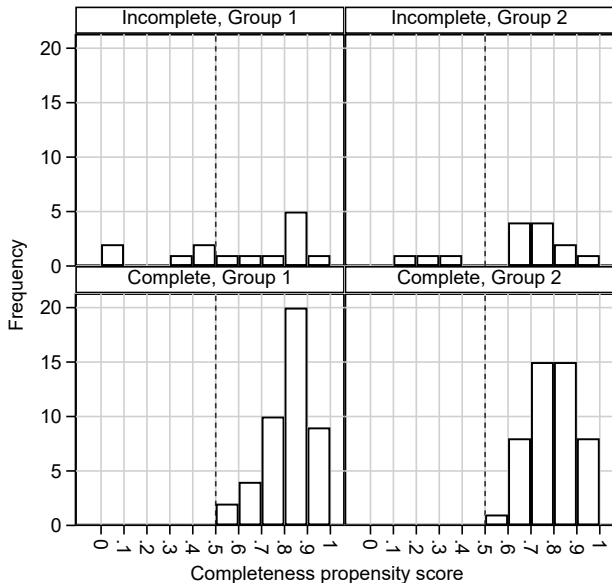 Incomplete, Group 1 Incomplete, Group 2
20
15
10
5
0
Frequency
Complete, Group 1 Complete, Group 2
20
15
10
5
0
0 .1 .2 .3 .4 .5 .6 .7 .8 .9 1 0 .1 .2 .3 .4 .5 .6 .7 .8 .9 1
Completeness propensity score